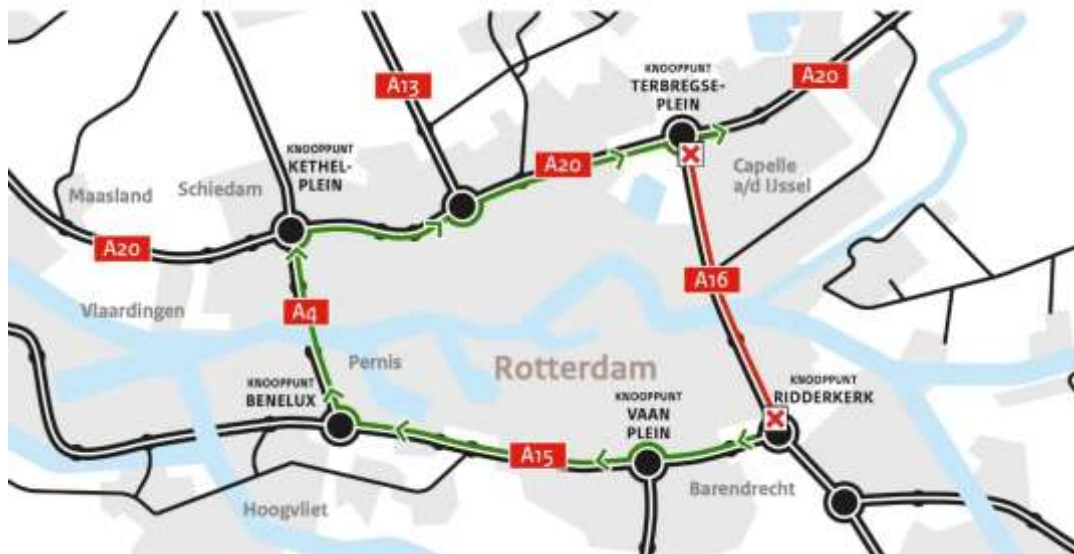 KNOOPPUNT
TERBREGSE-
PLEIN
A20
A13
KNOOPPUNT
KETHEL-
PLEIN
A20
Capelle
a/d IJssel
Maasland
Schiedam
A20
A16
Vlaardingen
A4
Pernis
Rotterdam
KNOOPPUNT
BENELUX
KNOOPPUNT
RIDDERKERK
KNOOPPUNT
VAAN
PLEIN
A15
Barendrecht
Hoogvliet